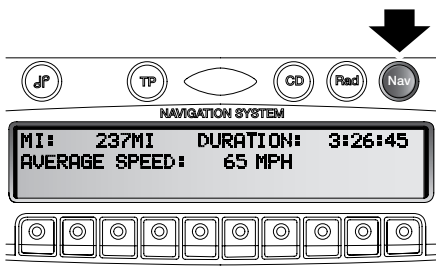 TP
CD
Rad
Nav
NAVIGATION SYSTEM
MI: 237MI DURATION: 3:26:45
AVERAGE SPEED: 65 MPH